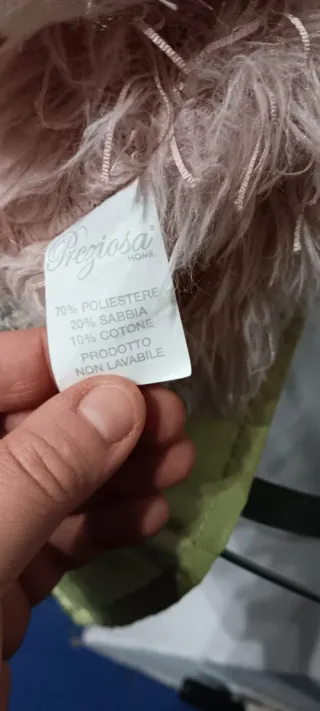 Preziosa®
HOME
70% POLIESTERE
20% SABBIA
10% COTONE
PRODOTTO
NON LAVABILE